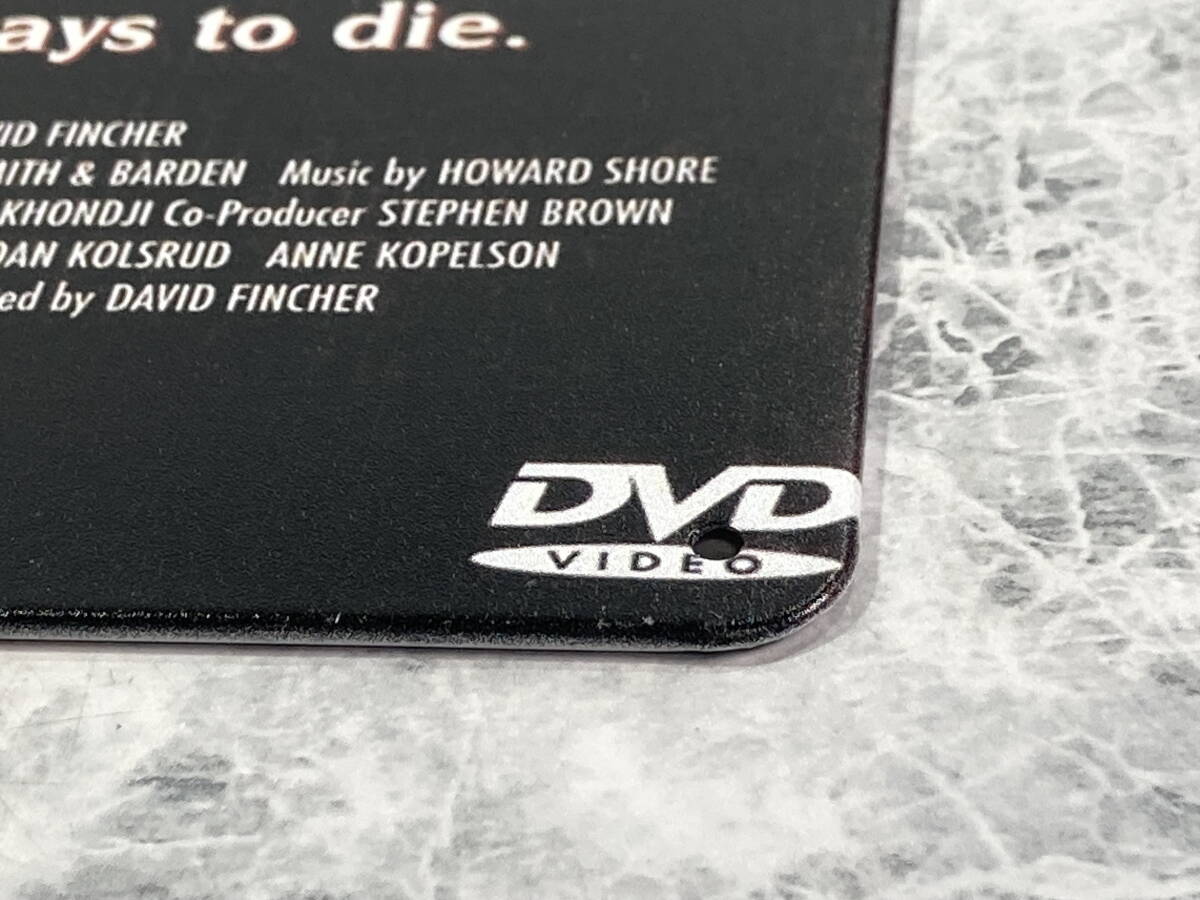 ays to die.
VID FINCHER
MITH & BARDEN Music by HOWARD SHORE
KHONDJI Co-Producer STEPHEN BROWN
DAN KOLSRUD ANNE KOPELSON
ed by DAVID FINCHER
DVD
VIDEO